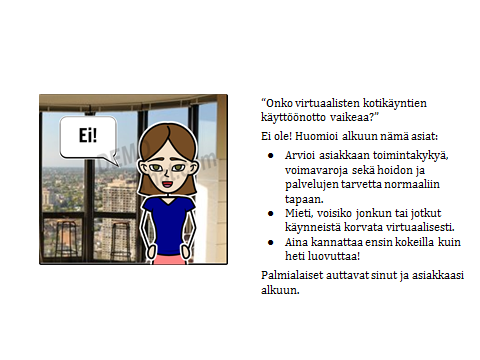 Ei!
DEMO
"Onko virtuaalisten kotikäyntien
käyttöönotto vaikeaa?"
Ei ole! Huomioi alkuun nämä asiat:
● Arvioi asiakkaan toimintakykyä,
voimavaroja sekä hoidon ja
palvelujen tarvetta normaaliin
tapaan.
● Mieti, voisiko jonkun tai jotkut
käynneistä korvata virtuaalisesti.
● Aina kannattaa ensin kokeilla kuin
heti luovuttaa!
Palmialaiset auttavat sinut ja asiakkaasi
alkuun.